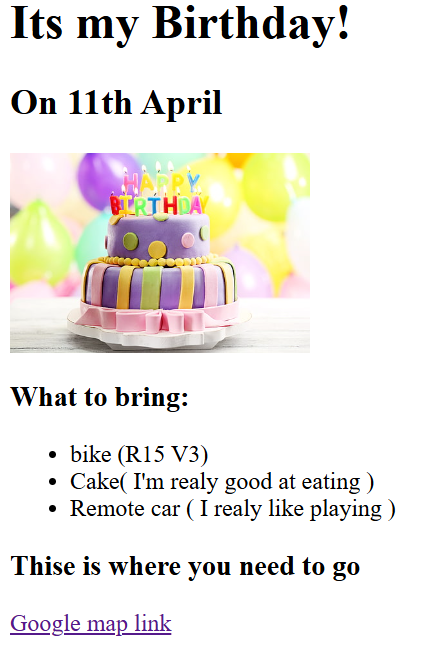 Its my Birthday!
On 11th April
HAPPY
BIRTHDAY
What to bring:
bike (R15 V3)
Cake( I'm realy good at eating )
Remote car ( I realy like playing )
Thise is where you need to go
Google map link